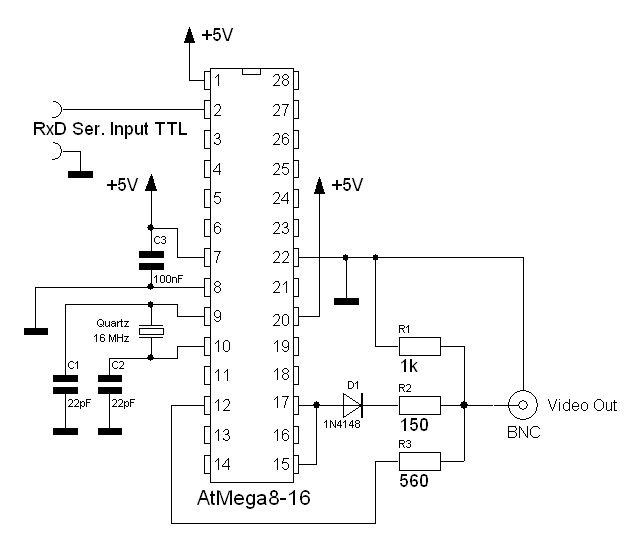 +5V
1 28
2 27
RxD Ser. Input TTL
3 26
4 25
+5V
+5V
5 24
6 23
C3
7 22
100nF
8 21
9 20
Quartz
16 MHz
R1
10 19
1k
C1 C2
11 18
D1
R2
22pF 22pF
12 17
Video Out
1N4148
150
BNC
13 16
R3
14 15
560
AtMega8-16